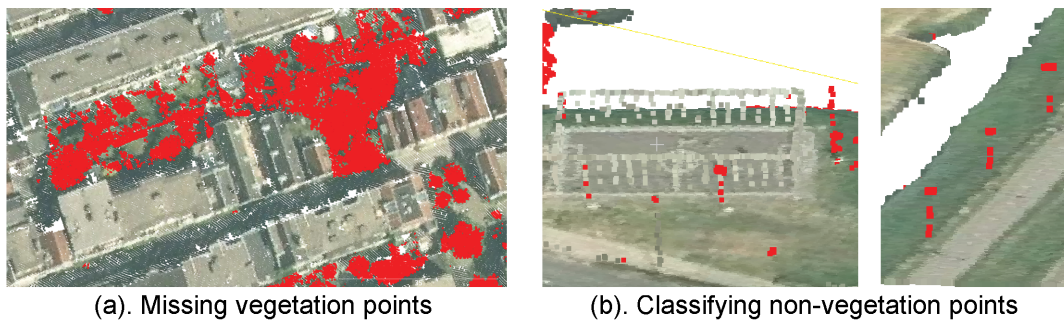 (a). Missing vegetation points
(b). Classifying non-vegetation points